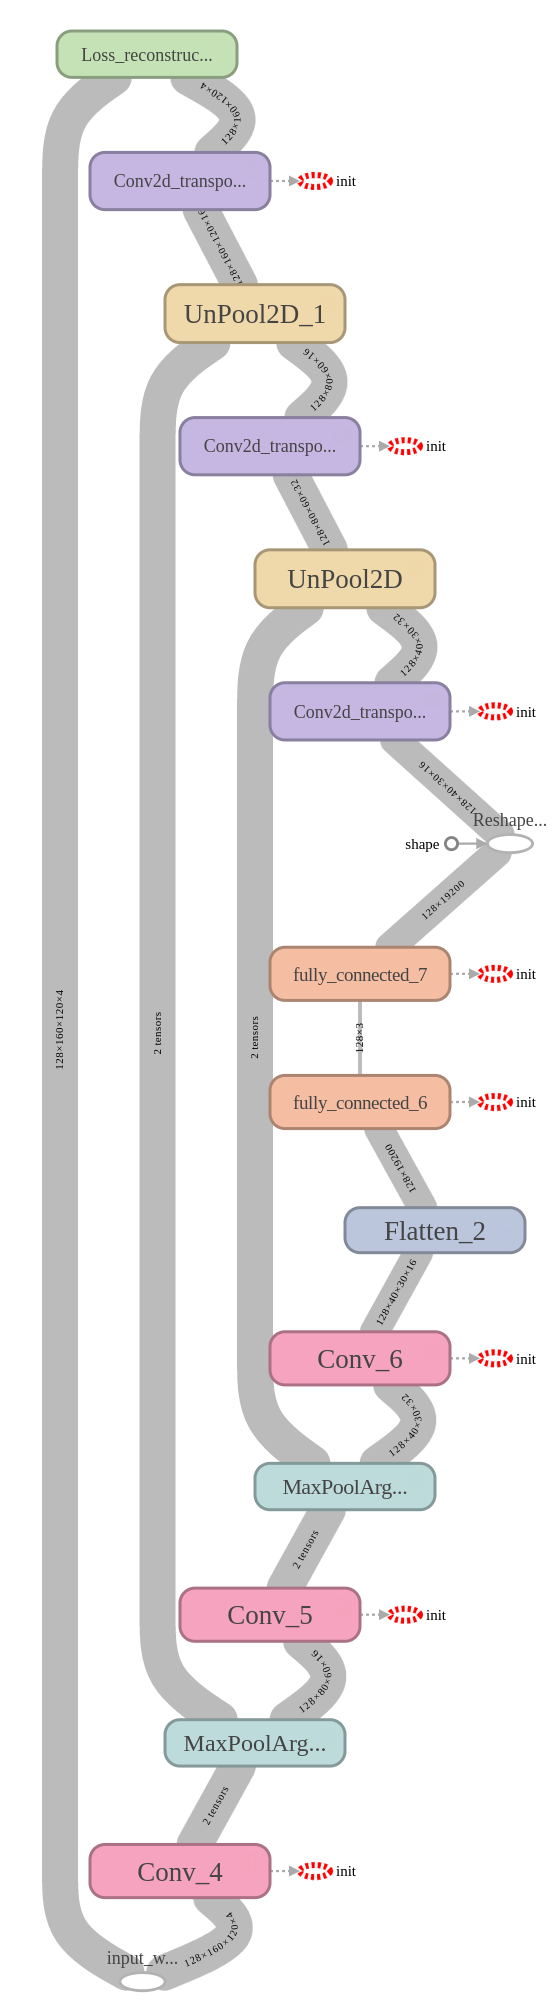 Loss_reconstruc...
128×160×120×4
Conv2d_transpo...
init
128×160×120×16
UnPool2D_1
128×80×60×16
Conv2d_transpo...
init
128×80×60×32
UnPool2D
128×40×30×32
Conv2d_transpo...
init
128×40×30×16
Reshape...
shape
128×19200
fully_connected_7
init
128×160×120×4
2 tensors
2 tensors
128×3
fully_connected_6
init
128×19200
Flatten_2
128×40×30×16
Conv_6
init
128×40×30×32
MaxPoolArg...
2 tensors
Conv_5
init
128×80×60×16
MaxPoolArg...
2 tensors
Conv_4
init
128×160×120×4
input_w...